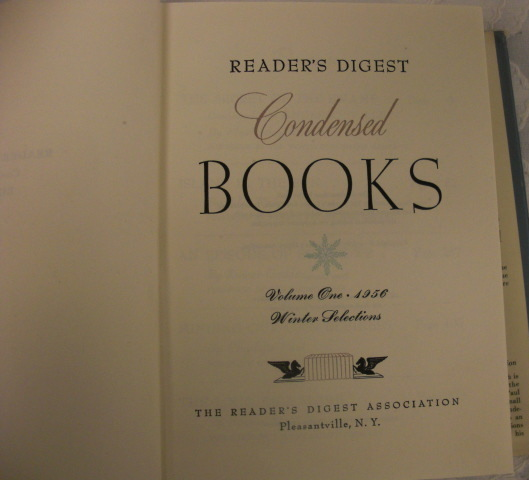 READER'S DIGEST
Condensed
BOOKS
Volume One · 1956
Winter Selections
THE READER'S DIGEST ASSOCIATION
Pleasantville, N. Y.